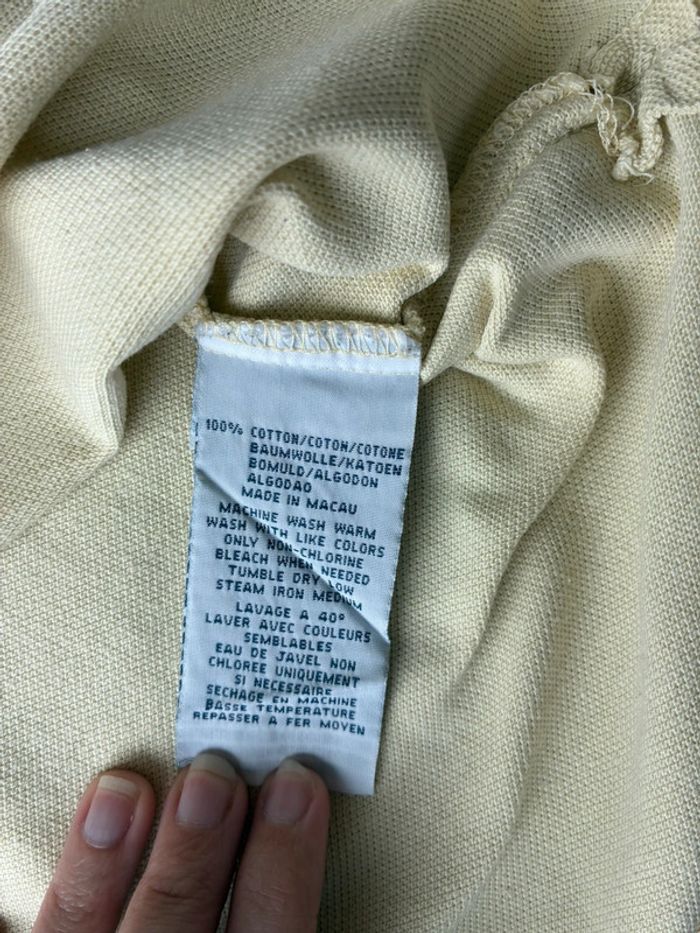 100% COTTON/COTON/COTONE
BAUMWOLLE/KATOEN
BOMULD/ALGODON
ALGODAO
MADE IN MACAU
MACHINE WASH WARM
WASH WITH LIKE COLORS
ONLY NON-CHLORINE
BLEACH WHEN NEEDED
TUMBLE DRY LOW
STEAM IRON MEDIUM
LAVAGE A 40°
LAVER AVEC COULEURS
SEMBLABLES
EAU DE JAVEL NON
CHLOREE UNIQUEMENT
SI NECESSAIRE
SECHAGE EN MACHINE
BASSE TEMPERATURE
REPASSER A FER MOYEN